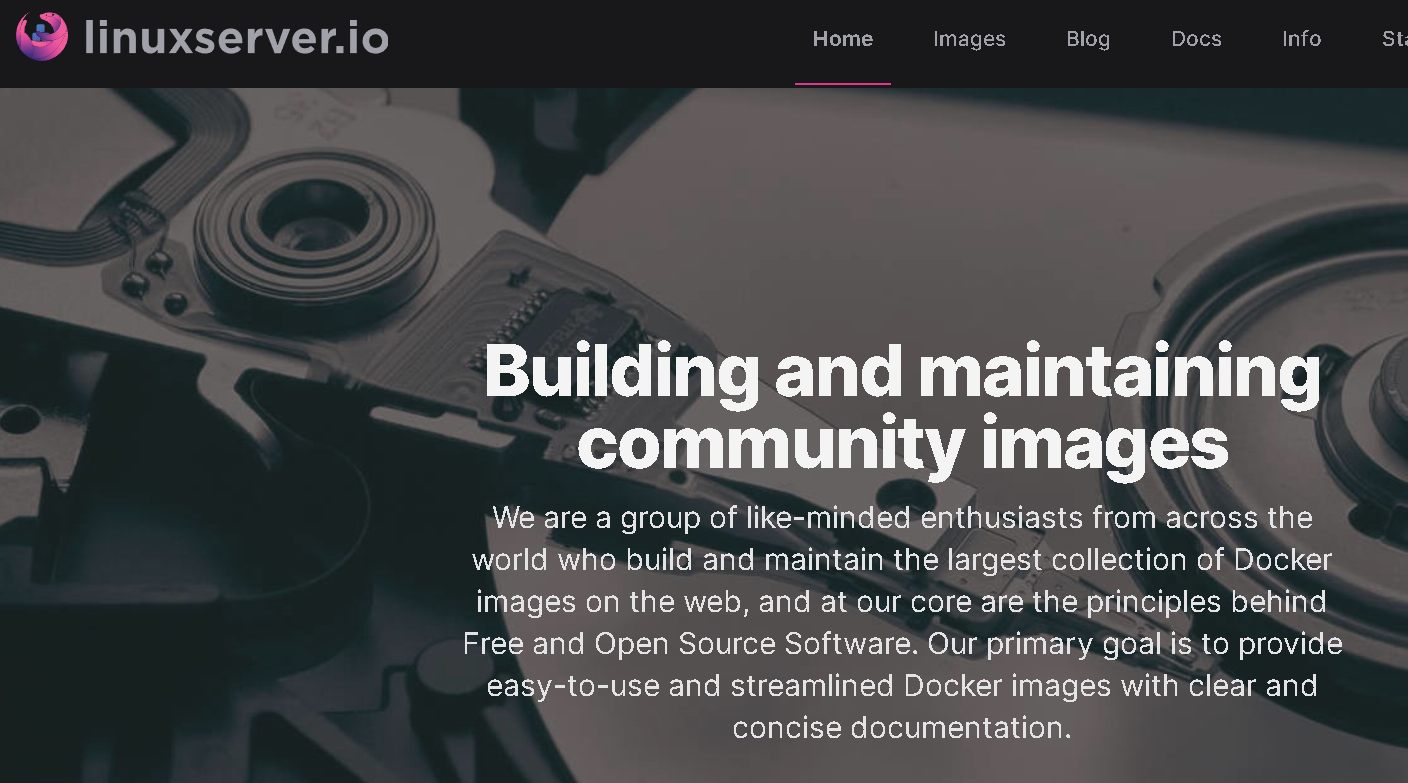 linuxserver.io
Home Images Blog Docs Info
Building and maintaining
community images
We are a group of like-minded enthusiasts from across the
world who build and maintain the largest collection of Docker
images on the web, and at our core are the principles behind
Free and Open Source Software. Our primary goal is to provide
easy-to-use and streamlined Docker images with clear and
concise documentation.